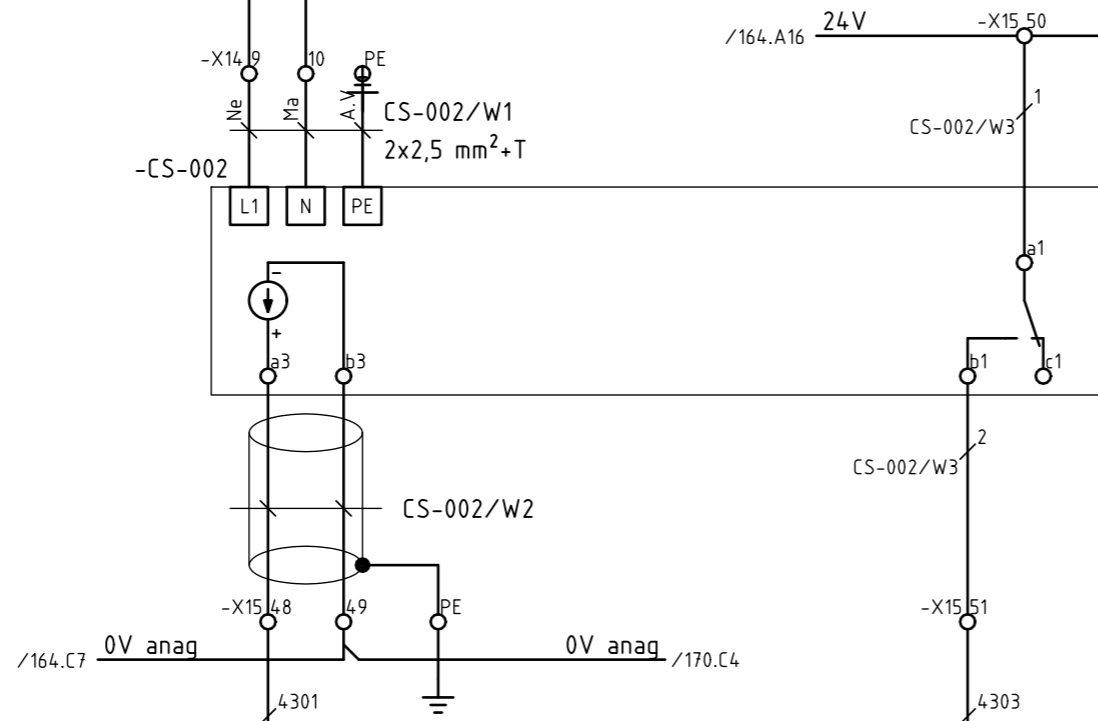 24V
-X15 50
/164.A16
-X14 9
10
PE
1
Ne
Ma
A.V
CS-002/W1
CS-002/W3
2x2,5 mm²+T
-CS-002
L1
N
PE
a1
-
+
a3
b3
b1
c1
2
CS-002/W3
CS-002/W2
-X15 48
49
PE
-X15 51
/164.C7
0V anag
0V anag
/170.C4
4301
4303